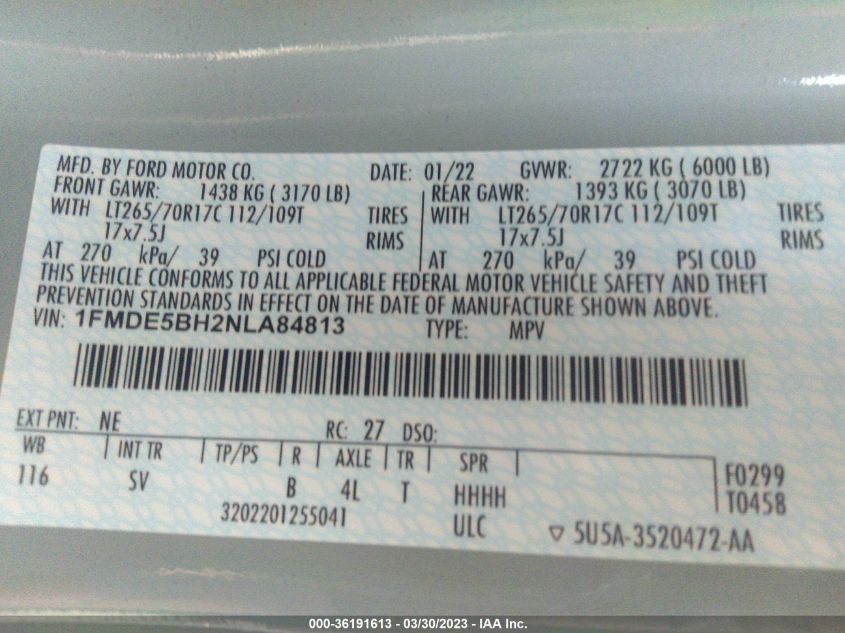 MFD. BY FORD MOTOR CO. DATE: 01/22 GVWR: 2722 KG ( 6000 LB)
FRONT GAWR: 1438 KG ( 3170 LB) REAR GAWR: 1393 KG ( 3070 LB)
WITH LT265/70R17C 112/109T TIRES WITH LT265/70R17C 112/109T TIRES
17x7.5J RIMS 17x7.5J RIMS
AT 270 kPa/ 39 PSI COLD AT 270 kPa/ 39 PSI COLD
THIS VEHICLE CONFORMS TO ALL APPLICABLE FEDERAL MOTOR VEHICLE SAFETY AND THEFT
PREVENTION STANDARDS IN EFFECT ON THE DATE OF MANUFACTURE SHOWN ABOVE.
VIN: 1FMDE5BH2NLA84813 TYPE: MPV
EXT PNT: NE RC: 27 DSO:
WB INT TR TP/PS R AXLE TR SPR F0299
116 SV B 4L T HHHH T0458
3202201255041 ULC 5U5A-3520472-AA
000-36191613 - 03/30/2023 - IAA Inc.